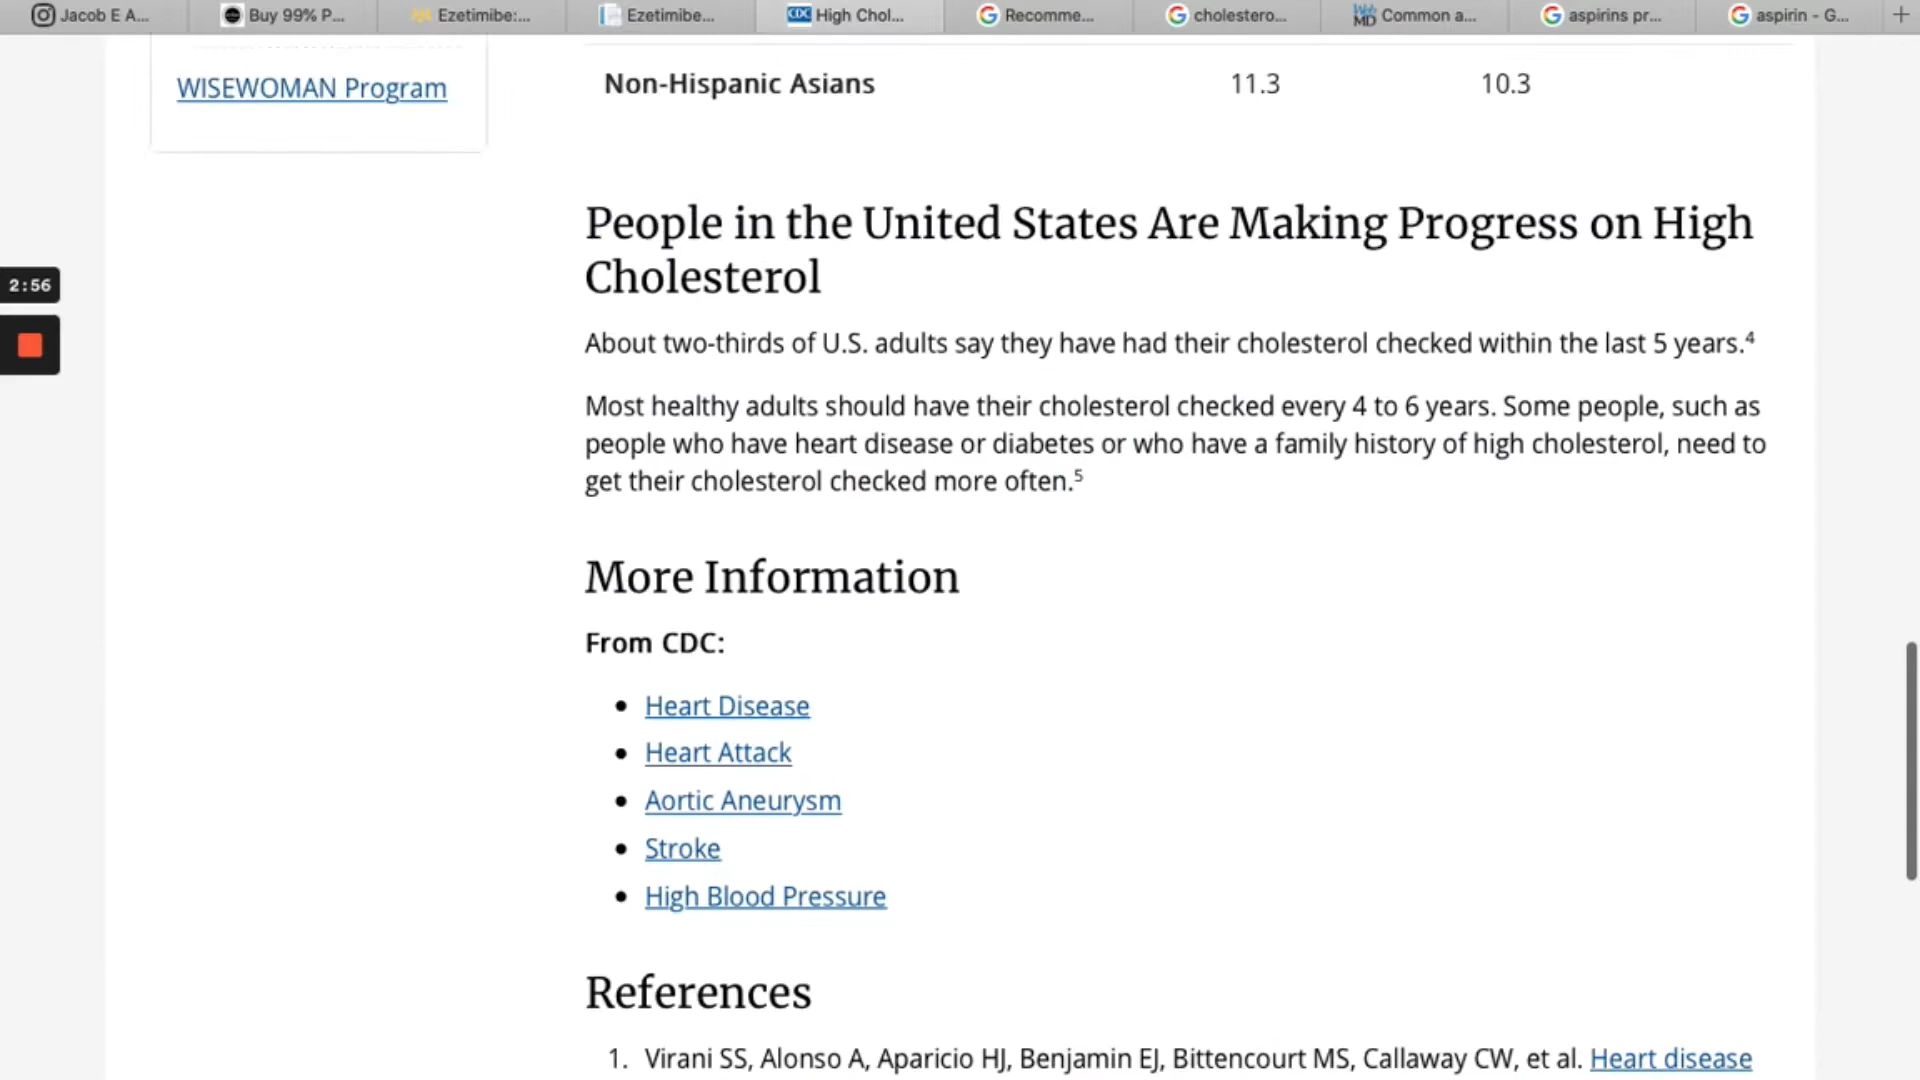 Jacob E A...
Buy 99% P...
Ezetimibe:...
Ezetimibe...
CDC High Chol...
Recomme...
cholestero...
Web MD Common a...
aspirins pr...
aspirin - G...
WISEWOMAN Program
Non-Hispanic Asians 11.3 10.3
People in the United States Are Making Progress on High
Cholesterol
2:56
About two-thirds of U.S. adults say they have had their cholesterol checked within the last 5 years.4
Most healthy adults should have their cholesterol checked every 4 to 6 years. Some people, such as
people who have heart disease or diabetes or who have a family history of high cholesterol, need to
get their cholesterol checked more often.5
More Information
From CDC:
• Heart Disease
• Heart Attack
• Aortic Aneurysm
• Stroke
• High Blood Pressure
References
1. Virani SS, Alonso A, Aparicio HJ, Benjamin EJ, Bittencourt MS, Callaway CW, et al. Heart disease